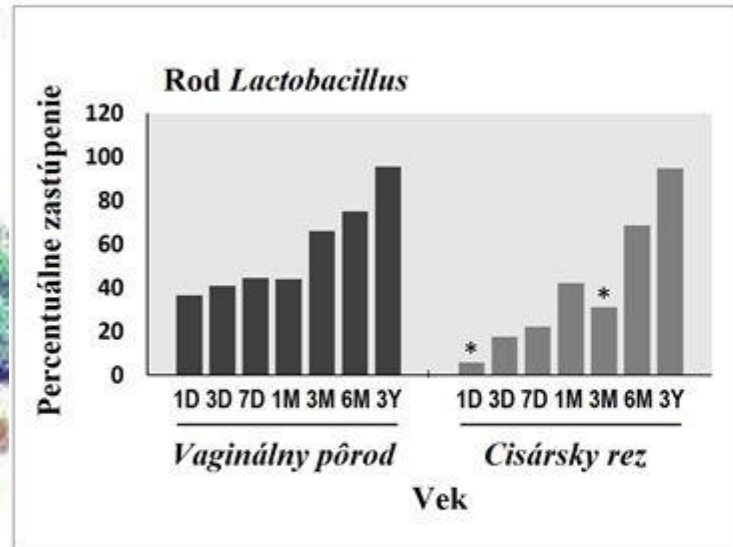 Rod Lactobacillus
Percentuálne zastúpenie
120
100
80
60
40
20
0
* *
1D 3D 7D 1M 3M 6M 3Y 1D 3D 7D 1M 3M 6M 3Y
Vaginálny pôrod Cisársky rez
Vek